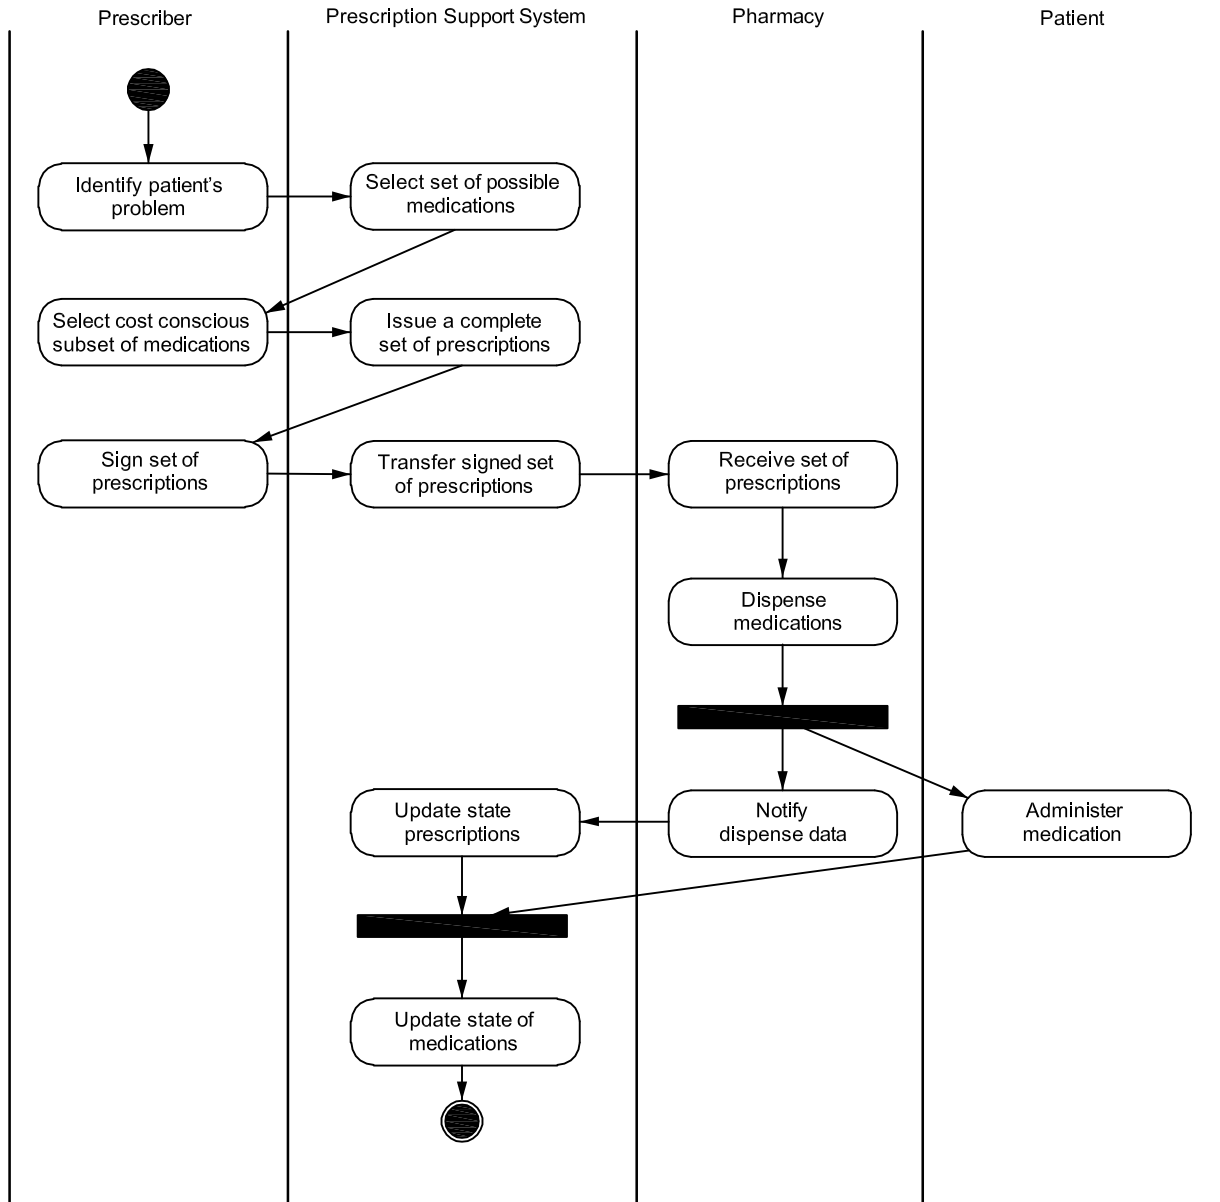 Prescriber
Prescription Support System
Pharmacy
Patient
Identify patient's
problem
Select set of possible
medications
Select cost conscious
subset of medications
Issue a complete
set of prescriptions
Sign set of
prescriptions
Transfer signed set
of prescriptions
Receive set of
prescriptions
Dispense
medications
Update state
prescriptions
Notify
dispense data
Administer
medication
Update state of
medications